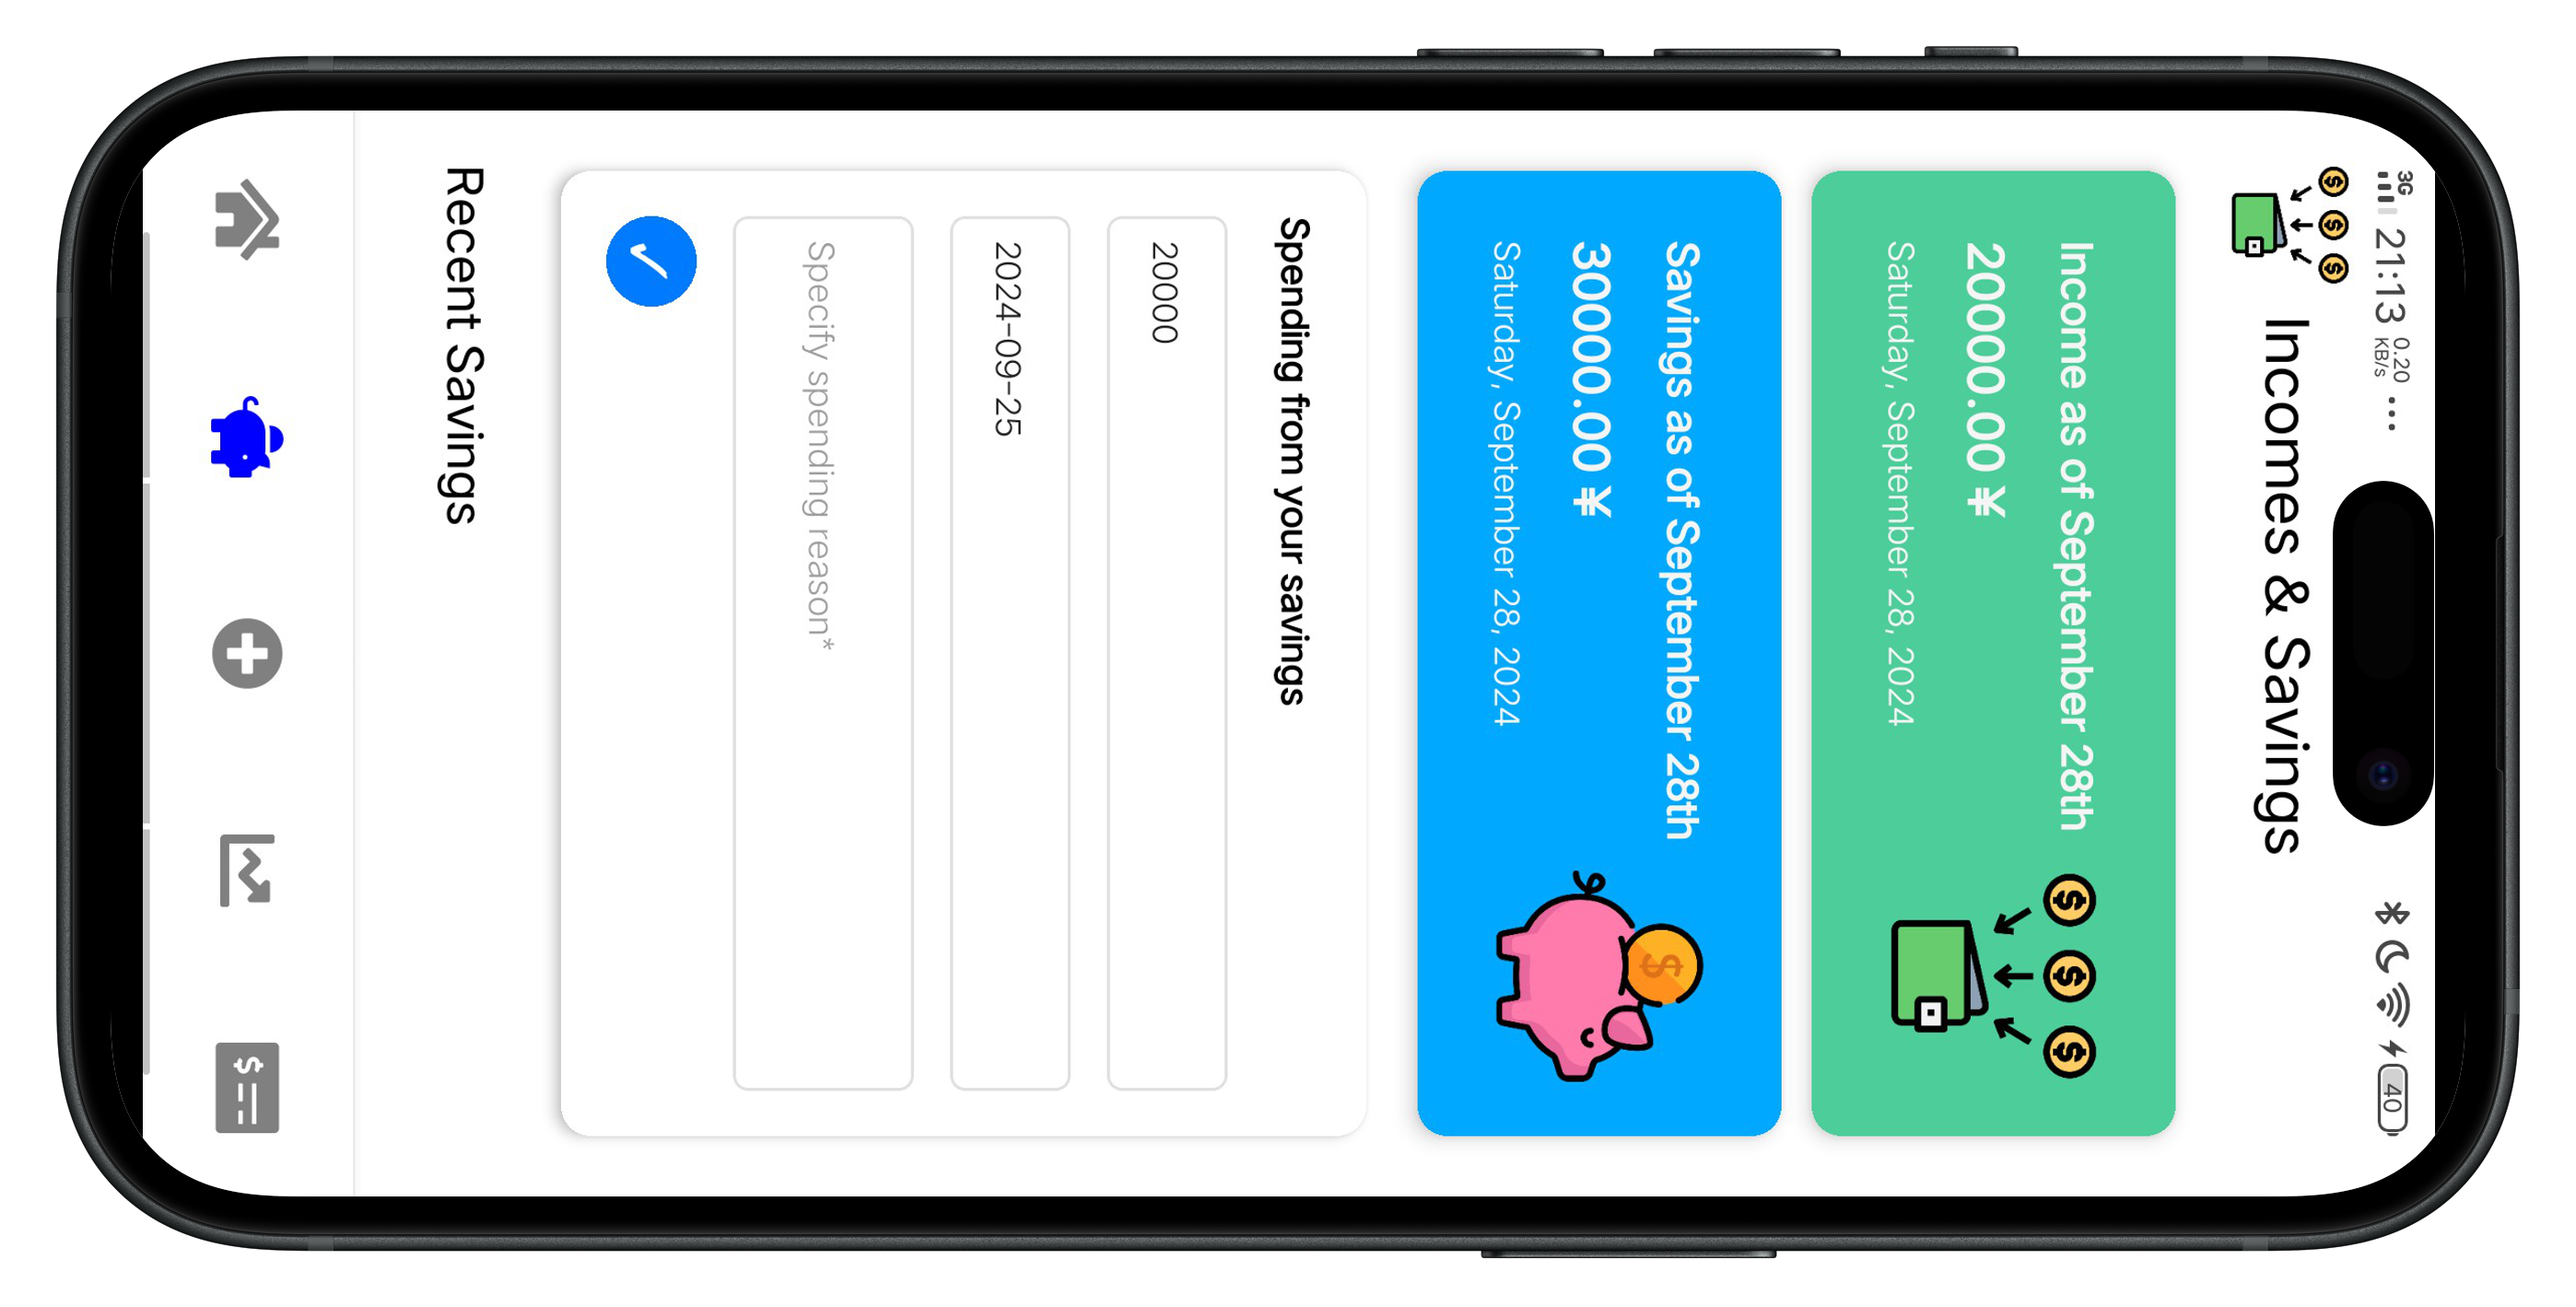 3G 21:13 0.20 KB/s ...
40
Incomes & Savings
Income as of September 28th
20000.00 ¥
Saturday, September 28, 2024
Savings as of September 28th
30000.00 ¥
Saturday, September 28, 2024
Spending from your savings
20000
2024-09-25
Specify spending reason*
Recent Savings